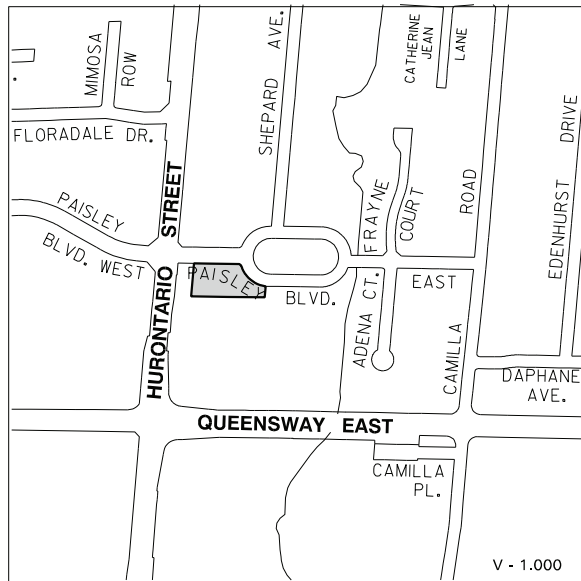 MIMOSA
ROW
SHEPARD AVE.
CATHERINE
JEAN
LANE
FLORADALE DR.
EDENHURST DRIVE
PAISLEY
BLVD. WEST
HURONTARIO STREET
PAISLEY BLVD. EAST
FRAYNE
COURT
ADENA CT.
CAMILLA ROAD
DAPHANE
AVE.
QUEENSWAY EAST
CAMILLA
PL.
V - 1.000